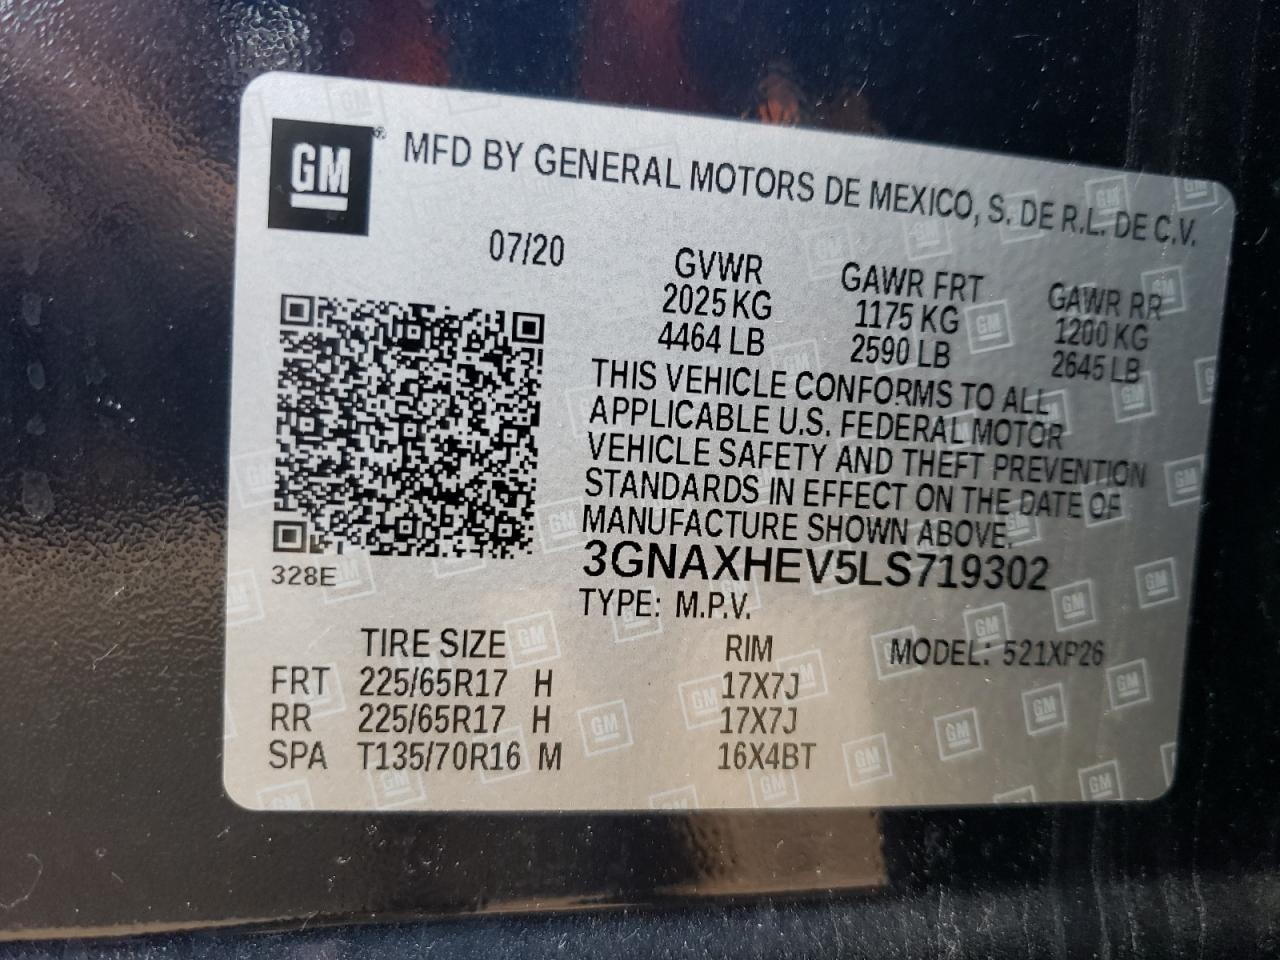 GM® MFD BY GENERAL MOTORS DE MEXICO, S. DE R.L. DE C.V.
07/20
GVWR GAWR FRT GAWR RR
2025 KG 1175 KG 1200 KG
4464 LB 2590 LB 2645 LB
THIS VEHICLE CONFORMS TO ALL
APPLICABLE U.S. FEDERAL MOTOR
VEHICLE SAFETY AND THEFT PREVENTION
STANDARDS IN EFFECT ON THE DATE OF
MANUFACTURE SHOWN ABOVE.
3GNAXHEV5LS719302
328E
TYPE: M.P.V.
TIRE SIZE RIM MODEL: 521XP26
FRT 225/65R17 H 17X7J
RR 225/65R17 H 17X7J
SPA T135/70R16 M 16X4BT